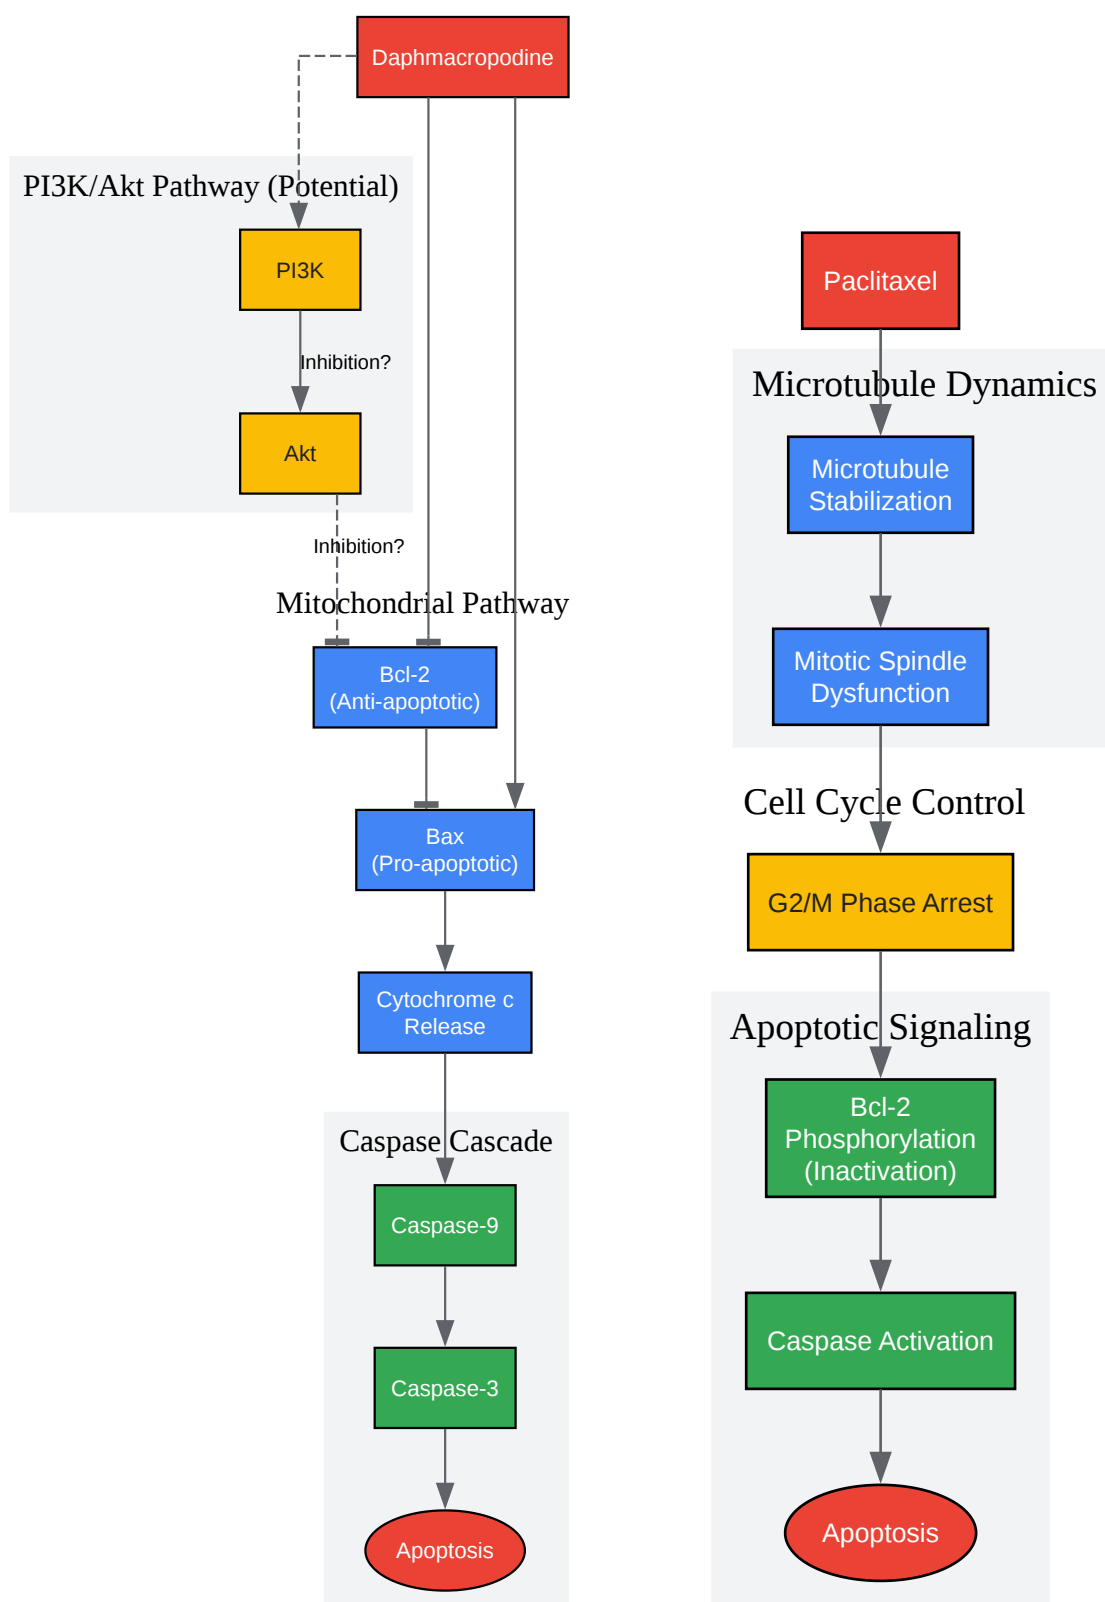 Daphmacropodine
PI3K/Akt Pathway (Potential)
PI3K
Inhibition?
Akt
Inhibition?
Mitochondrial Pathway
Bcl-2
(Anti-apoptotic)
Bax
(Pro-apoptotic)
Cytochrome c
Release
Caspase Cascade
Caspase-9
Caspase-3
Apoptosis
Paclitaxel
Microtubule Dynamics
Microtubule
Stabilization
Mitotic Spindle
Dysfunction
Cell Cycle Control
G2/M Phase Arrest
Apoptotic Signaling
Bcl-2
Phosphorylation
(Inactivation)
Caspase Activation
Apoptosis